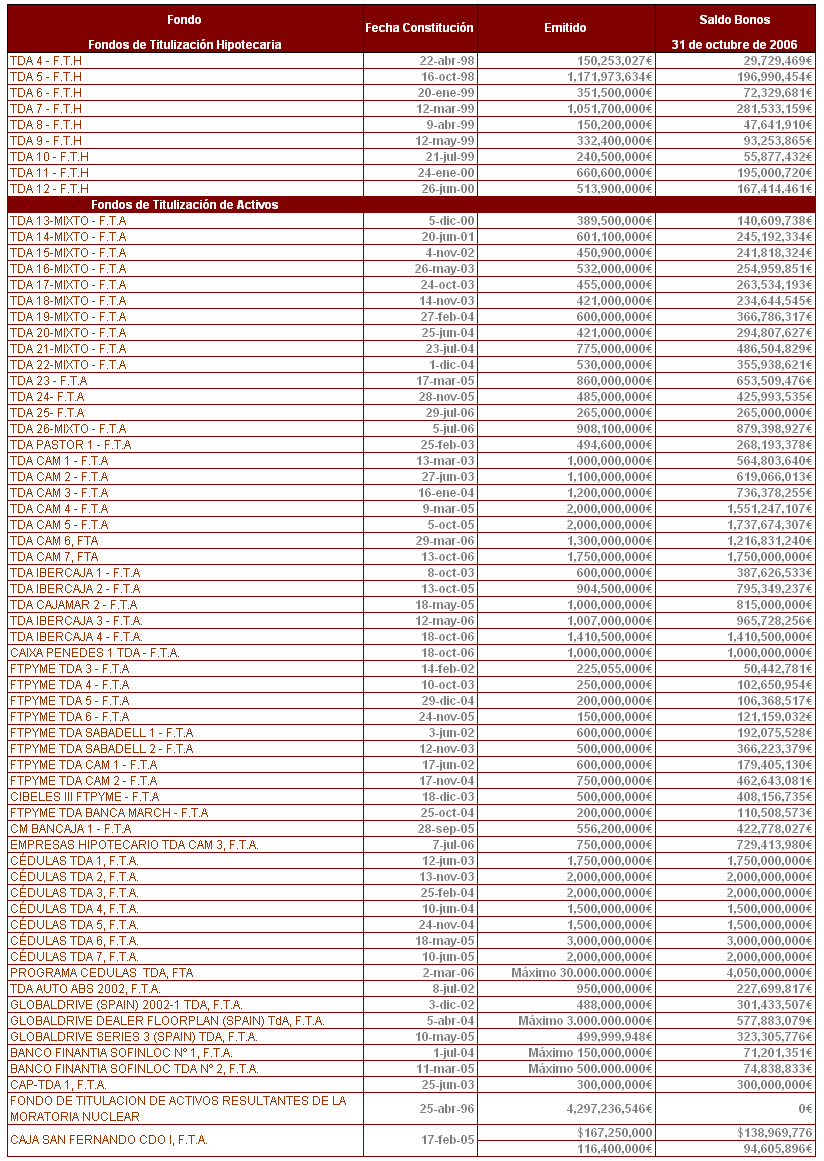 Fondo Fecha Constitución Emitido Saldo Bonos
Fondos de Titulización Hipotecaria 31 de octubre de 2006
TDA 4 - F.T.H 22-abr-98 150,253,027€ 29,729,469€
TDA 5 - F.T.H 16-oct-98 1,171,973,634€ 196,990,454€
TDA 6 - F.T.H 20-ene-99 351,500,000€ 72,329,681€
TDA 7 - F.T.H 12-mar-99 1,051,700,000€ 281,533,159€
TDA 8 - F.T.H 9-abr-99 150,200,000€ 47,641,910€
TDA 9 - F.T.H 12-may-99 332,400,000€ 93,253,865€
TDA 10 - F.T.H 21-jul-99 240,500,000€ 55,877,432€
TDA 11 - F.T.H 24-ene-00 660,600,000€ 195,000,720€
TDA 12 - F.T.H 26-jun-00 513,900,000€ 167,414,461€
Fondos de Titulización de Activos
TDA 13-MIXTO - F.T.A 5-dic-00 389,500,000€ 140,609,738€
TDA 14-MIXTO - F.T.A 20-jun-01 601,100,000€ 245,192,334€
TDA 15-MIXTO - F.T.A 4-nov-02 450,900,000€ 241,818,324€
TDA 16-MIXTO - F.T.A 26-may-03 532,000,000€ 254,959,851€
TDA 17-MIXTO - F.T.A 24-oct-03 455,000,000€ 263,534,193€
TDA 18-MIXTO - F.T.A 14-nov-03 421,000,000€ 234,644,545€
TDA 19-MIXTO - F.T.A 27-feb-04 600,000,000€ 366,786,317€
TDA 20-MIXTO - F.T.A 25-jun-04 421,000,000€ 294,807,627€
TDA 21-MIXTO - F.T.A 23-jul-04 775,000,000€ 486,504,829€
TDA 22-MIXTO - F.T.A 1-dic-04 530,000,000€ 355,938,621€
TDA 23 - F.T.A 17-mar-05 860,000,000€ 653,509,476€
TDA 24- F.T.A 28-nov-05 485,000,000€ 425,993,535€
TDA 25- F.T.A 29-jul-06 265,000,000€ 265,000,000€
TDA 26-MIXTO - F.T.A 5-jul-06 908,100,000€ 879,398,927€
TDA PASTOR 1 - F.T.A 25-feb-03 494,600,000€ 268,193,378€
TDA CAM 1 - F.T.A 13-mar-03 1,000,000,000€ 564,803,640€
TDA CAM 2 - F.T.A 27-jun-03 1,100,000,000€ 619,066,013€
TDA CAM 3 - F.T.A 16-ene-04 1,200,000,000€ 736,378,255€
TDA CAM 4 - F.T.A 9-mar-05 2,000,000,000€ 1,551,247,107€
TDA CAM 5 - F.T.A 5-oct-05 2,000,000,000€ 1,737,674,307€
TDA CAM 6, FTA 29-mar-06 1,300,000,000€ 1,216,831,240€
TDA CAM 7, FTA 13-oct-06 1,750,000,000€ 1,750,000,000€
TDA IBERCAJA 1 - F.T.A 8-oct-03 600,000,000€ 387,626,533€
TDA IBERCAJA 2 - F.T.A 13-oct-05 904,500,000€ 795,349,237€
TDA CAJAMAR 2 - F.T.A 18-may-05 1,000,000,000€ 815,000,000€
TDA IBERCAJA 3 - F.T.A. 12-may-06 1,007,000,000€ 965,728,256€
TDA IBERCAJA 4 - F.T.A. 18-oct-06 1,410,500,000€ 1,410,500,000€
CAIXA PENEDES 1 TDA - F.T.A. 18-oct-06 1,000,000,000€ 1,000,000,000€
FTPYME TDA 3 - F.T.A 14-feb-02 225,055,000€ 50,442,781€
FTPYME TDA 4 - F.T.A 10-oct-03 250,000,000€ 102,650,954€
FTPYME TDA 5 - F.T.A 29-dic-04 200,000,000€ 106,368,517€
FTPYME TDA 6 - F.T.A 24-nov-05 150,000,000€ 121,159,032€
FTPYME TDA SABADELL 1 - F.T.A 3-jun-02 600,000,000€ 192,075,528€
FTPYME TDA SABADELL 2 - F.T.A 12-nov-03 500,000,000€ 366,223,379€
FTPYME TDA CAM 1 - F.T.A 17-jun-02 600,000,000€ 179,405,130€
FTPYME TDA CAM 2 - F.T.A 17-nov-04 750,000,000€ 462,643,081€
CIBELES III FTPYME - F.T.A 18-dic-03 500,000,000€ 408,156,735€
FTPYME TDA BANCA MARCH - F.T.A 25-oct-04 200,000,000€ 110,508,573€
CM BANCAJA 1 - F.T.A 28-sep-05 556,200,000€ 422,778,027€
EMPRESAS HIPOTECARIO TDA CAM 3, F.T.A. 7-jul-06 750,000,000€ 729,413,980€
CÉDULAS TDA 1, F.T.A. 12-jun-03 1,750,000,000€ 1,750,000,000€
CÉDULAS TDA 2, F.T.A. 13-nov-03 2,000,000,000€ 2,000,000,000€
CÉDULAS TDA 3, F.T.A. 25-feb-04 2,000,000,000€ 2,000,000,000€
CÉDULAS TDA 4, F.T.A. 10-jun-04 1,500,000,000€ 1,500,000,000€
CÉDULAS TDA 5, F.T.A. 24-nov-04 1,500,000,000€ 1,500,000,000€
CÉDULAS TDA 6, F.T.A. 18-may-05 3,000,000,000€ 3,000,000,000€
CÉDULAS TDA 7, F.T.A. 10-jun-05 2,000,000,000€ 2,000,000,000€
PROGRAMA CEDULAS TDA, FTA 2-mar-06 Máximo 30.000.000.000€ 4,050,000,000€
TDA AUTO ABS 2002, F.T.A. 8-jul-02 950,000,000€ 227,699,817€
GLOBALDRIVE (SPAIN) 2002-1 TDA, F.T.A. 3-dic-02 488,000,000€ 301,433,507€
GLOBALDRIVE DEALER FLOORPLAN (SPAIN) TdA, F.T.A. 5-abr-04 Máximo 3.000.000.000€ 577,883,079€
GLOBALDRIVE SERIES 3 (SPAIN) TDA, F.T.A. 10-may-05 499,999,948€ 323,305,776€
BANCO FINANTIA SOFINLOC Nº 1, F.T.A. 1-jul-04 Máximo 150,000,000€ 71,201,351€
BANCO FINANTIA SOFINLOC TDA Nº 2, F.T.A. 11-mar-05 Máximo 500.000.000€ 74,838,833€
CAP-TDA 1, F.T.A. 25-jun-03 300,000,000€ 300,000,000€
FONDO DE TITULACION DE ACTIVOS RESULTANTES DE LA
MORATORIA NUCLEAR 25-abr-96 4,297,236,546€ 0€
CAJA SAN FERNANDO CDO I, F.T.A. 17-feb-05 $167,250,000 $138,969,776
116,400,000€ 94,605,896€